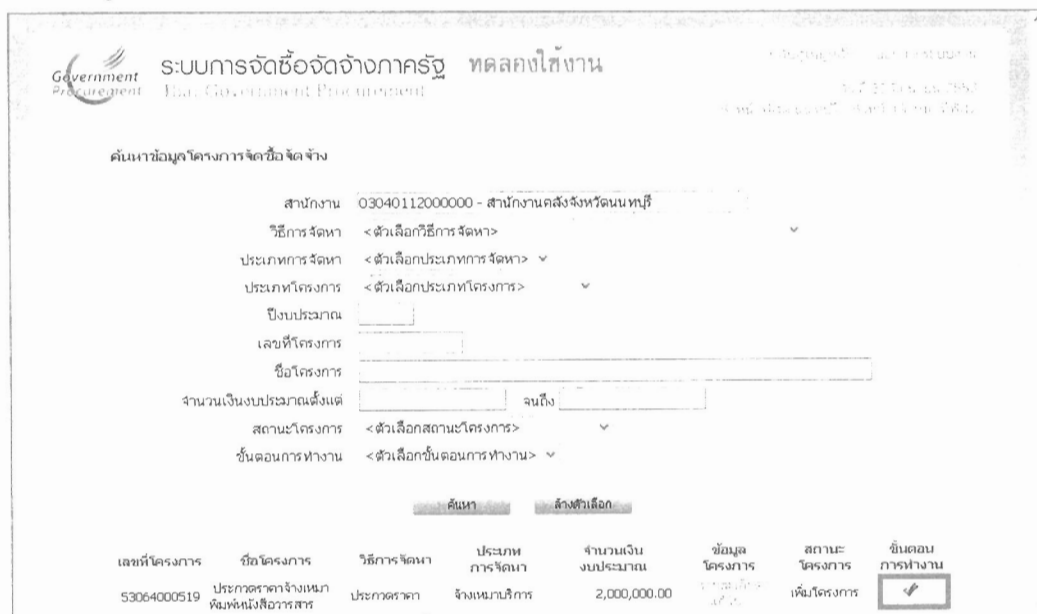 ระบบการจัดซื้อจัดจ้างภาครัฐ ทดลองใช้งาน
Government Procurement
Thai Government Procurement
ค้นหาข้อมูลโครงการจัดซื้อจัดจ้าง
สำนักงาน 03040112000000 - สำนักงานคลังจังหวัดนนทบุรี
วิธีการจัดหา <ตัวเลือกวิธีการจัดหา>
ประเภทการจัดหา <ตัวเลือกประเภทการจัดหา>
ประเภทโครงการ <ตัวเลือกประเภทโครงการ>
ปีงบประมาณ
เลขที่โครงการ
ชื่อโครงการ
จำนวนเงินงบประมาณตั้งแต่ จนถึง
สถานะโครงการ <ตัวเลือกสถานะโครงการ>
ขั้นตอนการทำงาน <ตัวเลือกขั้นตอนการทำงาน>
ค้นหา ล้างตัวเลือก
เลขที่โครงการ ชื่อโครงการ วิธีการจัดหา ประเภทการจัดหา จำนวนเงินงบประมาณ ข้อมูลโครงการ สถานะโครงการ ขั้นตอนการทำงาน
53064000519 ประกวดราคาจ้างเหมาพิมพ์หนังสือวารสาร ประกวดราคา จ้างเหมาบริการ 2,000,000.00 เพิ่มโครงการ